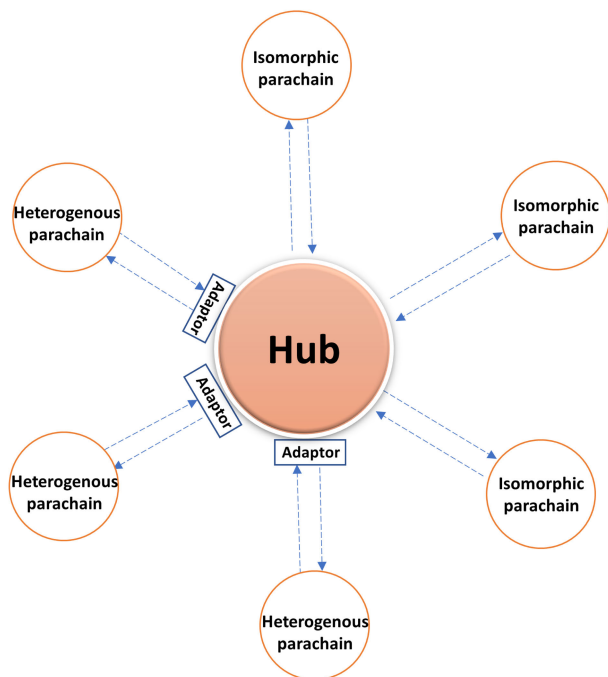 Isomorphic
parachain
Heterogenous
parachain
Isomorphic
parachain
Adaptor
Hub
Adaptor
Adaptor
Heterogenous
parachain
Isomorphic
parachain
Heterogenous
parachain